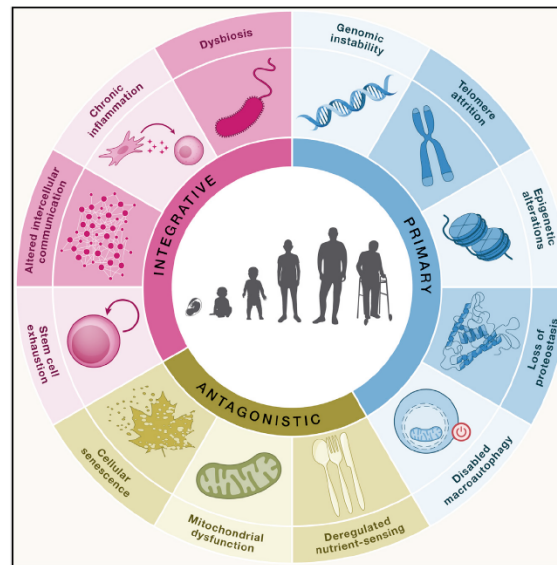 Dysbiosis
Genomic
instability
Telomere
attrition
Epigenetic
alterations
Loss of
proteostasis
Disabled
macroautophagy
Deregulated
nutrient-sensing
Mitochondrial
dysfunction
Cellular
senescence
Stem cell
exhaustion
Altered intercellular
communication
Chronic
inflammation
INTEGRATIVE
PRIMARY
ANTAGONISTIC